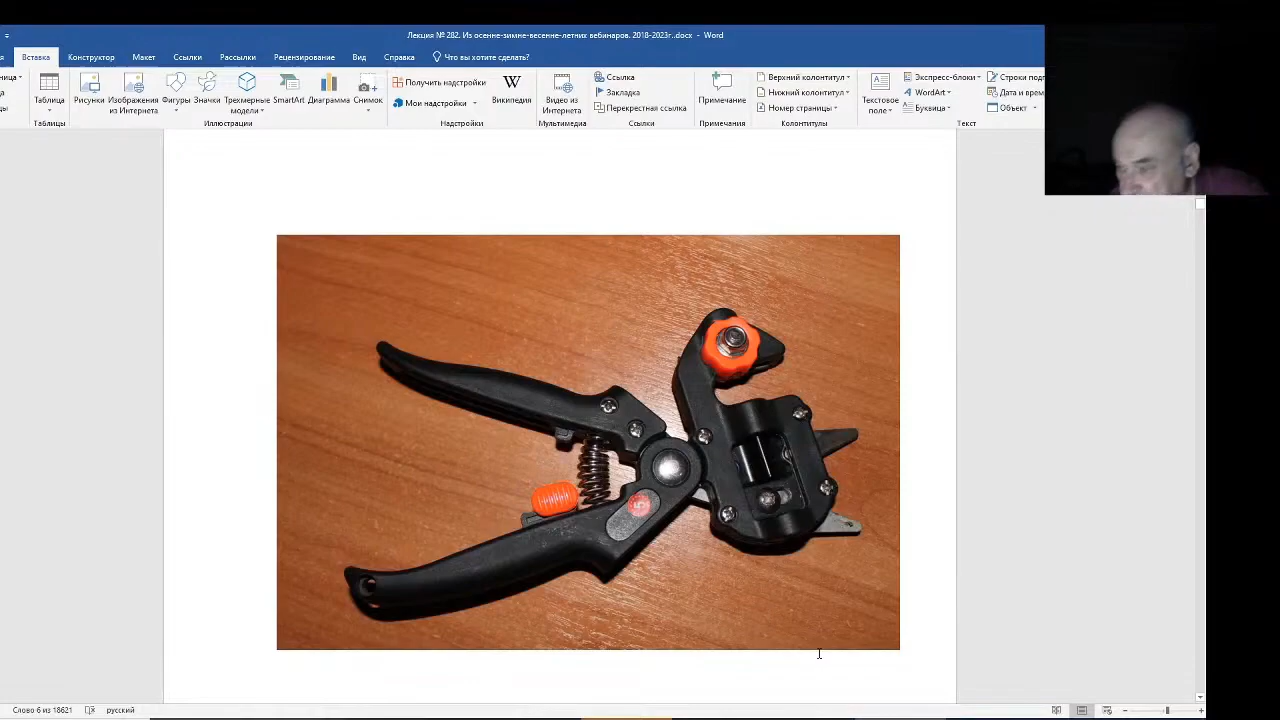 Лекция № 282. Из осенне-зимне-весенне-летних вебинаров. 2018-2023г..docx - Word
Вставка Конструктор Макет Ссылки Рассылки Рецензирование Вид Справка Что вы хотите сделать?
Таблица
Таблицы
Рисунки
Изображения из Интернета
Фигуры
Значки
Трехмерные модели
SmartArt
Диаграмма
Снимок
Иллюстрации
Получить надстройки
Мои надстройки
Википедия
Надстройки
Видео из Интернета
Мультимедиа
Ссылка
Закладка
Перекрестная ссылка
Ссылки
Примечание
Примечания
Верхний колонтитул
Нижний колонтитул
Номер страницы
Колонтитулы
Текстовое поле
Экспресс-блоки
WordArt
Буквица
Строки под
Дата и врем
Объект
Текст
Слово 6 из 18621 русский